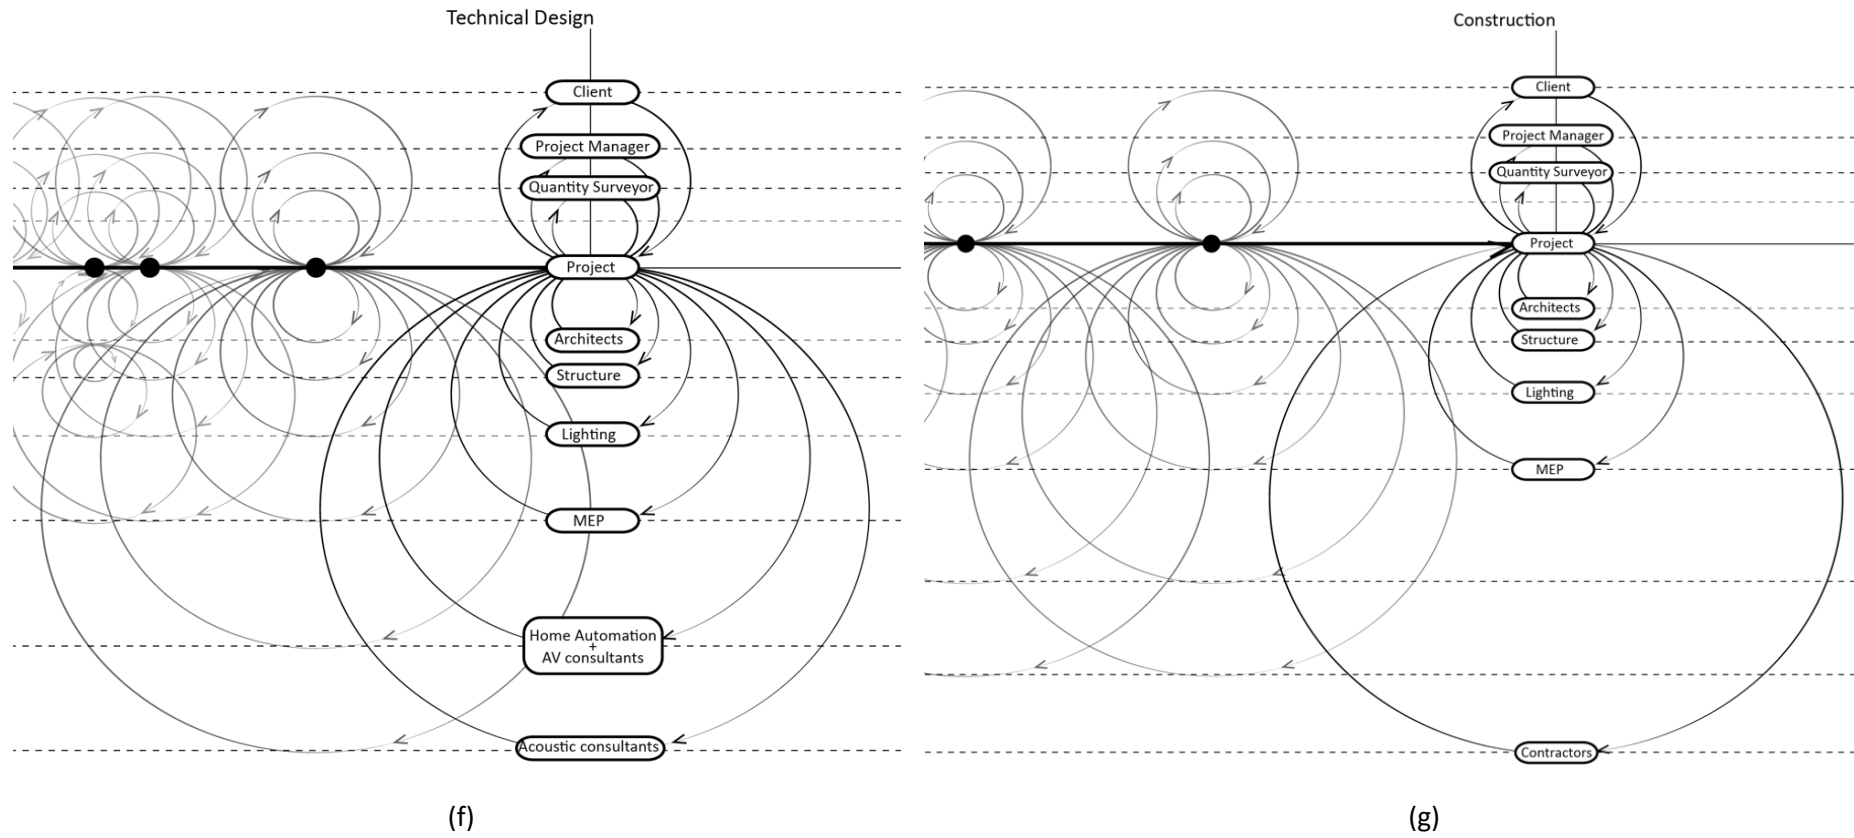 Technical Design
Client
Project Manager
Quantity Surveyor
Project
Architects
Structure
Lighting
MEP
Home Automation
+
AV consultants
Acoustic consultants
(f)
Construction
Client
Project Manager
Quantity Surveyor
Project
Architects
Structure
Lighting
MEP
Contractors
(g)